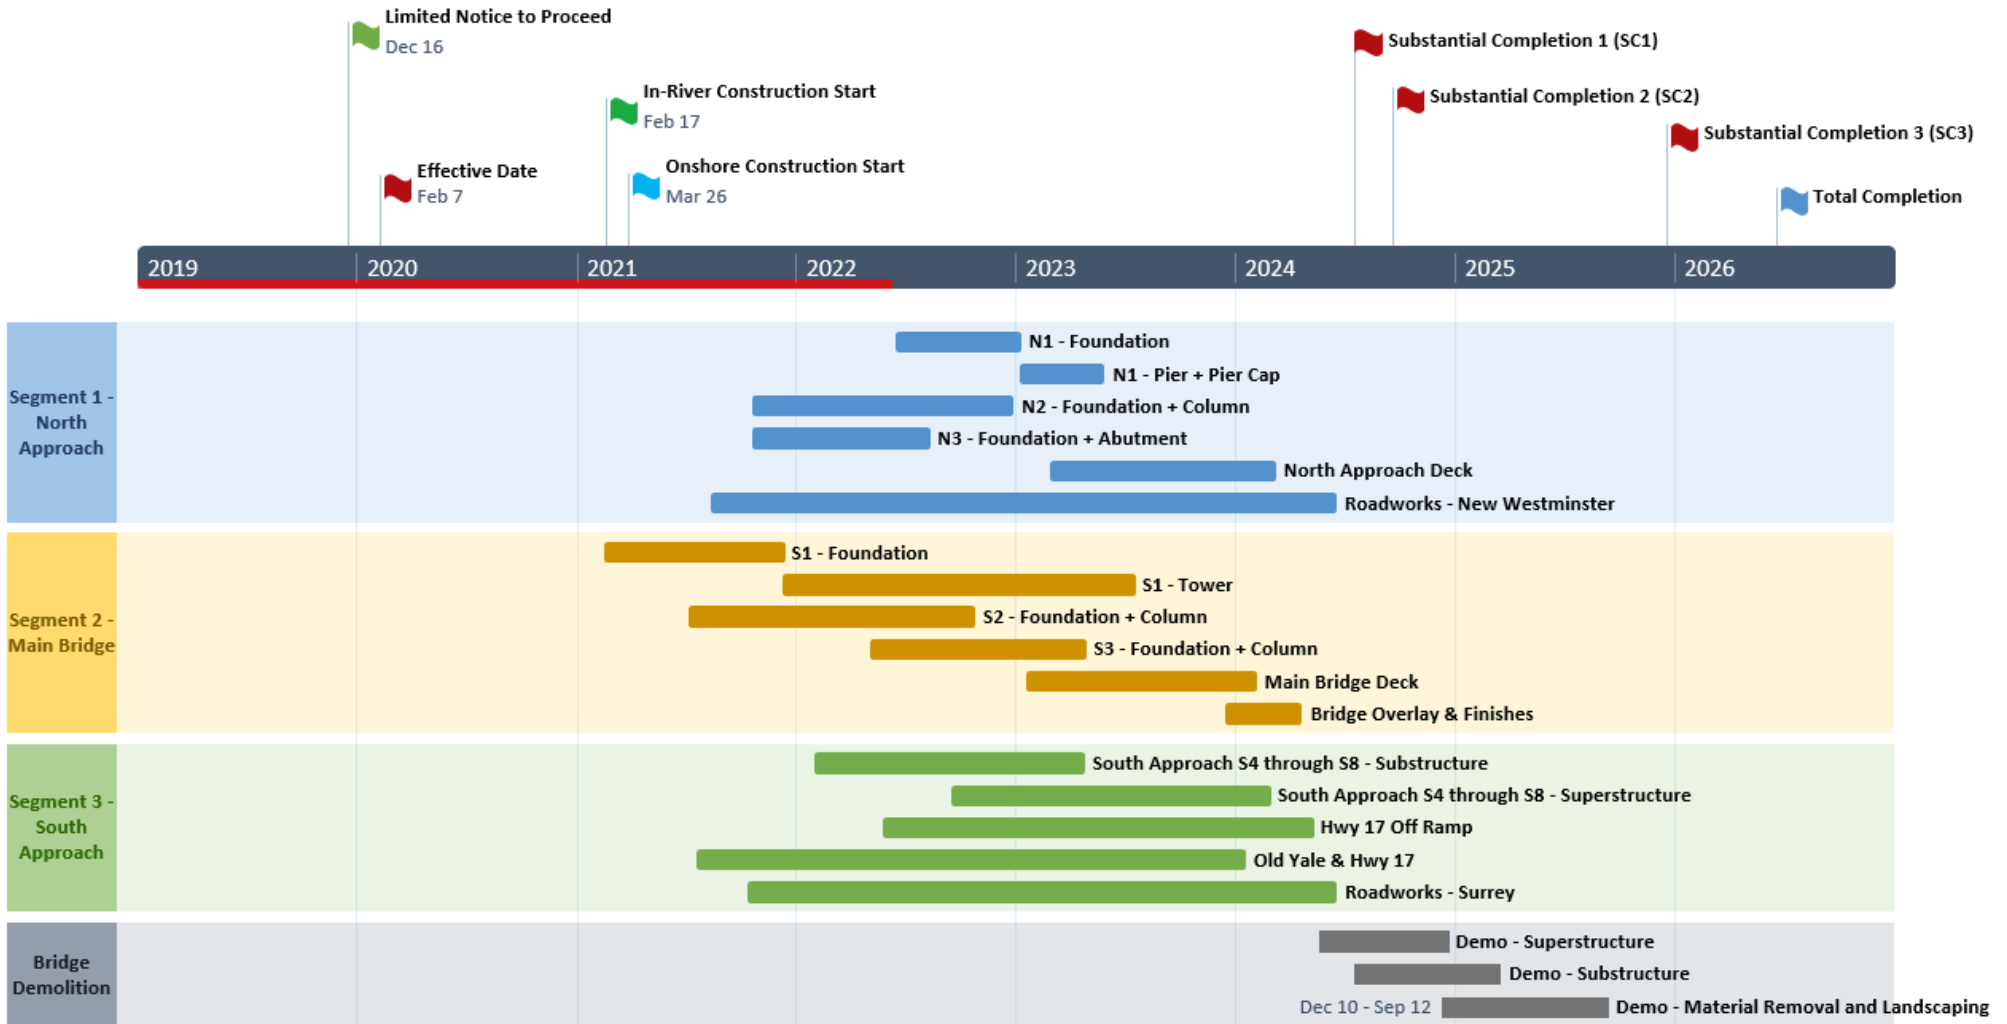 Limited Notice to Proceed
Dec 16
Substantial Completion 1 (SC1)
In-River Construction Start
Feb 17
Substantial Completion 2 (SC2)
Substantial Completion 3 (SC3)
Effective Date
Feb 7
Onshore Construction Start
Mar 26
Total Completion
2019 2020 2021 2022 2023 2024 2025 2026
Segment 1 -
North
Approach
N1 - Foundation
N1 - Pier + Pier Cap
N2 - Foundation + Column
N3 - Foundation + Abutment
North Approach Deck
Roadworks - New Westminster
Segment 2 -
Main Bridge
S1 - Foundation
S1 - Tower
S2 - Foundation + Column
S3 - Foundation + Column
Main Bridge Deck
Bridge Overlay & Finishes
Segment 3 -
South
Approach
South Approach S4 through S8 - Substructure
South Approach S4 through S8 - Superstructure
Hwy 17 Off Ramp
Old Yale & Hwy 17
Roadworks - Surrey
Bridge
Demolition
Demo - Superstructure
Demo - Substructure
Dec 10 - Sep 12 Demo - Material Removal and Landscaping